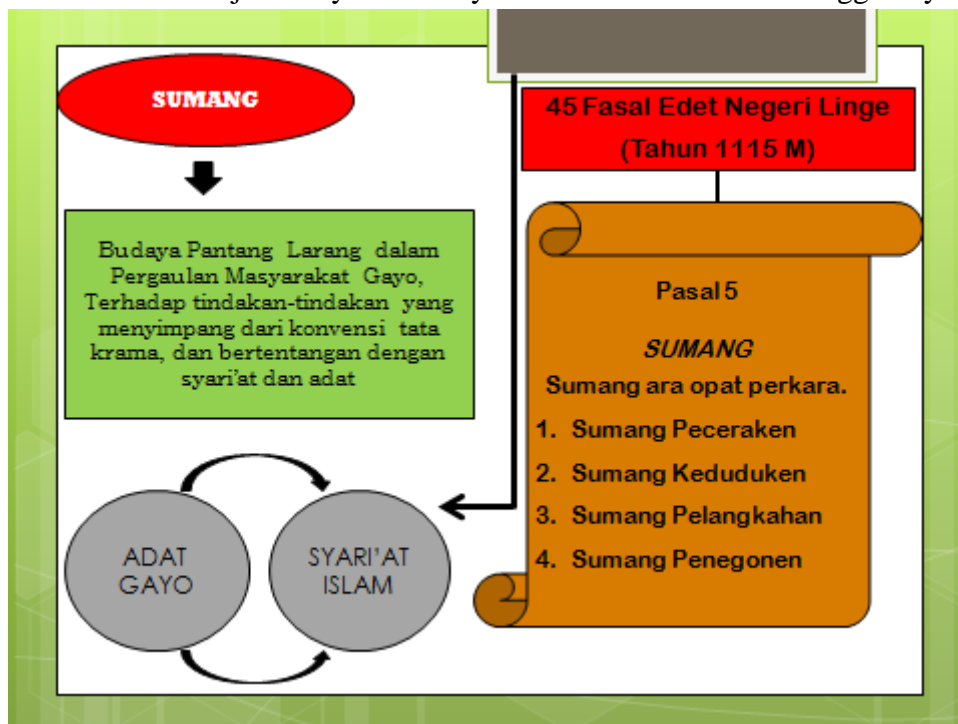 SUMANG
Budaya Pantang Larang dalam
Pergaulan Masyarakat Gayo,
Terhadap tindakan-tindakan yang
menyimpang dari konvensi tata
krama, dan bertentangan dengan
syari'at dan adat
ADAT
GAYO
SYARI'AT
ISLAM
45 Fasal Edet Negeri Linge
(Tahun 1115 M)
Pasal 5
SUMANG
Sumang ara opat perkara.
1. Sumang Peceraken
2. Sumang Keduduken
3. Sumang Pelangkahan
4. Sumang Penegonen